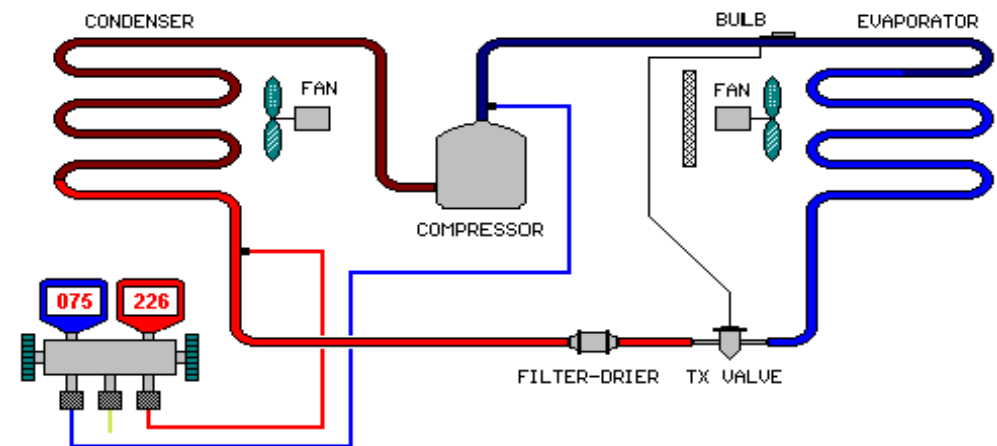 CONDENSER
BULB
EVAPORATOR
FAN
FAN
COMPRESSOR
075
226
FILTER-DRIER
TX VALVE